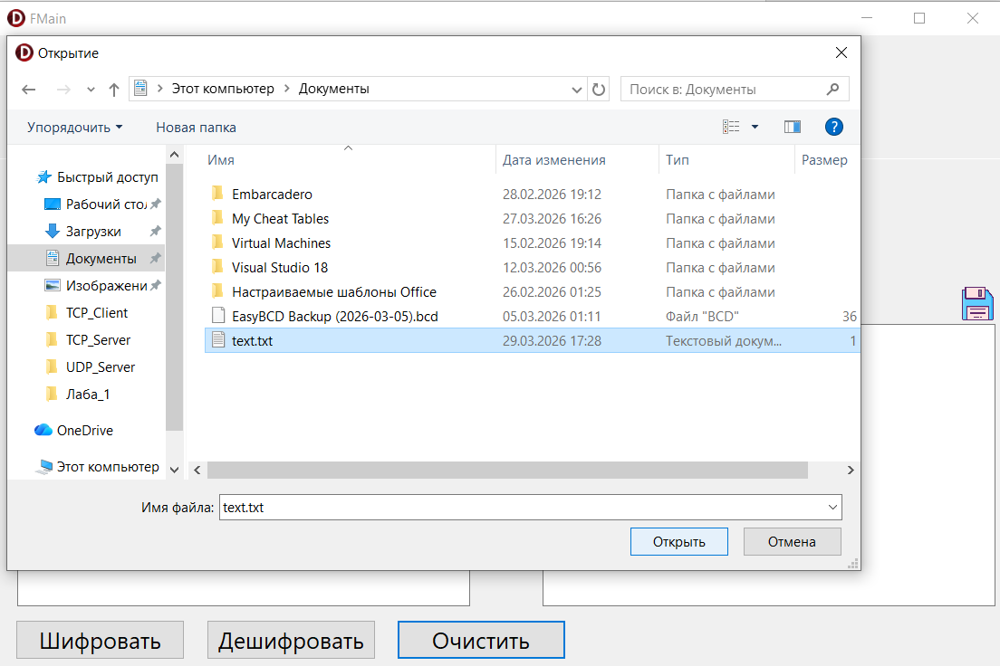 FMain
Открытие
Этот компьютер > Документы
Поиск в: Документы
Упорядочить
Новая папка
?
Имя
Дата изменения
Тип
Размер
Быстрый доступ
Рабочий стол
Загрузки
Документы
Изображени
TCP_Client
TCP_Server
UDP_Server
Лаба_1
OneDrive
Этот компьютер
Embarcadero 28.02.2026 19:12 Папка с файлами
My Cheat Tables 27.03.2026 16:26 Папка с файлами
Virtual Machines 15.02.2026 19:14 Папка с файлами
Visual Studio 18 12.03.2026 00:56 Папка с файлами
Настраиваемые шаблоны Office 26.02.2026 01:25 Папка с файлами
EasyBCD Backup (2026-03-05).bcd 05.03.2026 01:11 Файл "BCD" 36
text.txt 29.03.2026 17:28 Текстовый докум... 1
Имя файла: text.txt
Открыть
Отмена
Шифровать
Дешифровать
Очистить